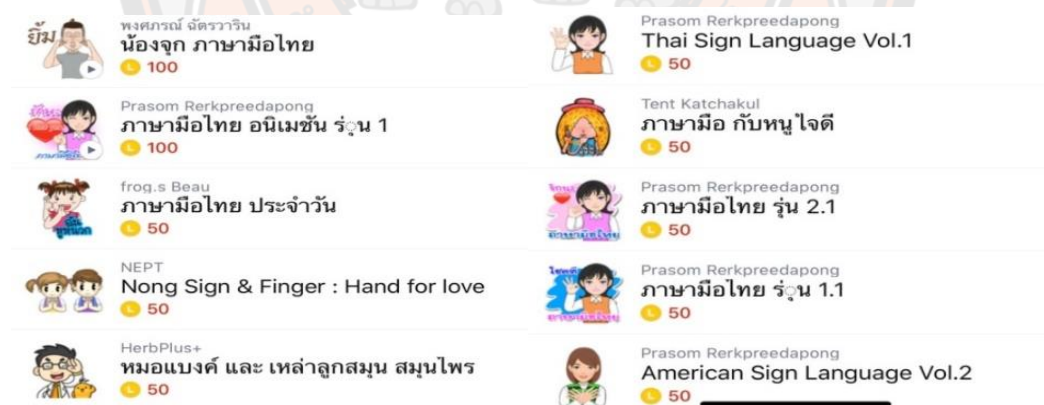 ยิ้ม
พงศภรณ์ ฉัตรวาริน
น้องจุก ภาษามือไทย
L 100
Prasom Rerkpreedapong
ภาษามือไทย อนิเมชัน รฺุ่น 1
L 100
frog.s Beau
ภาษามือไทย ประจำวัน
L 50
NEPT
Nong Sign & Finger : Hand for love
L 50
HerbPlus+
หมอแบงค์ และ เหล่าลูกสมุน สมุนไพร
L 50
Prasom Rerkpreedapong
Thai Sign Language Vol.1
L 50
Tent Katchakul
ภาษามือ กับหนูใจดี
L 50
Prasom Rerkpreedapong
ภาษามือไทย รุ่น 2.1
L 50
Prasom Rerkpreedapong
ภาษามือไทย รุ่น 1.1
L 50
Prasom Rerkpreedapong
American Sign Language Vol.2
L 50